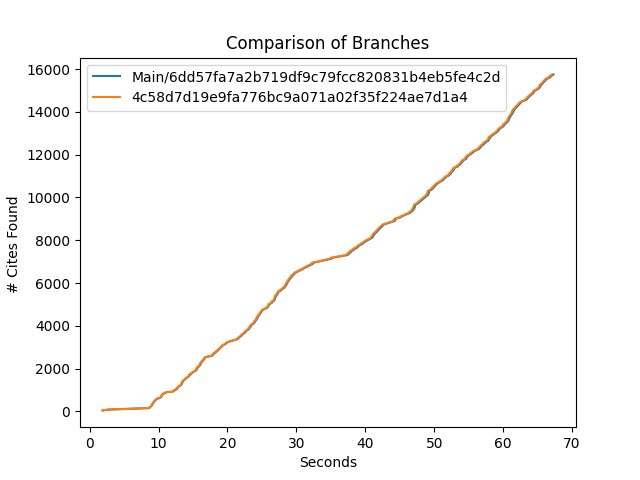 Comparison of Branches
Main/6dd57fa7a2b719df9c79fcc820831b4eb5fe4c2d
4c58d7d19e9fa776bc9a071a02f35f224ae7d1a4
16000
14000
12000
10000
8000
6000
4000
2000
0
# Cites Found
0 10 20 30 40 50 60 70
Seconds